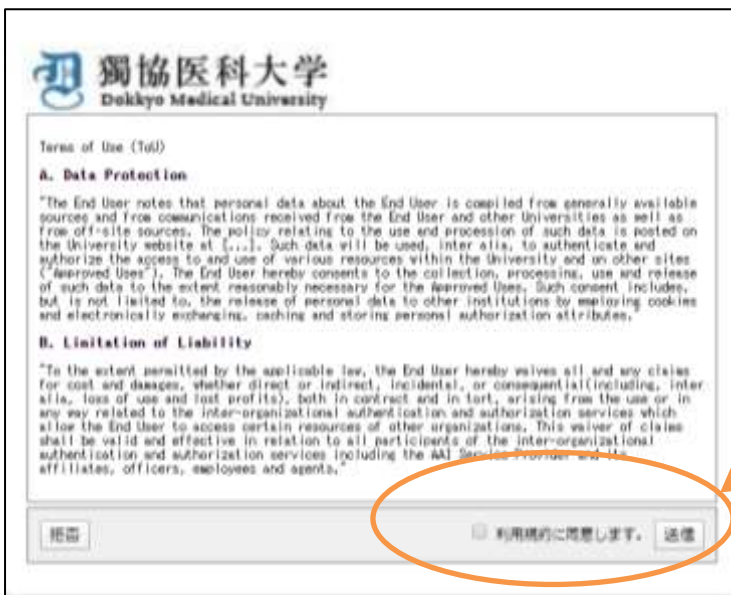 獨協医科大学
Dokkyo Medical University
Terms of Use (ToU)
A. Data Protection
"The End User notes that personal data about the End User is compiled from generally available
sources and from communications received from the End User and other Universities as well as
from off-site sources. The policy relating to the use and procession of such data is posted on
the University website at [...]. Such data will be used, inter alia, to authenticate and
authorize the access to and use of various resources within the University and on other sites
("Approved Uses"). The End User hereby consents to the collection, processing, use and release
of such data to the extent reasonably necessary for the Approved Uses. Such consent includes,
but is not limited to, the release of personal data to other institutions by employing cookies
and electronically exchanging, caching and storing personal authorization attributes."
B. Limitation of Liability
"To the extent permitted by the applicable law, the End User hereby waives all and any claims
for cost and damages, whether direct or indirect, incidental, or consequential(including, inter
alia, loss of use and lost profits), both in contract and in tort, arising from the use or in
any way related to the inter-organizational authentication and authorization services which
allow the End User to access certain resources of other organizations. This waiver of claims
shall be valid and effective in relation to all participants of the inter-organizational
authentication and authorization services including the AAI Service Provider and its
affiliates, officers, employees and agents."
拒否 利用規約に同意します。 送信